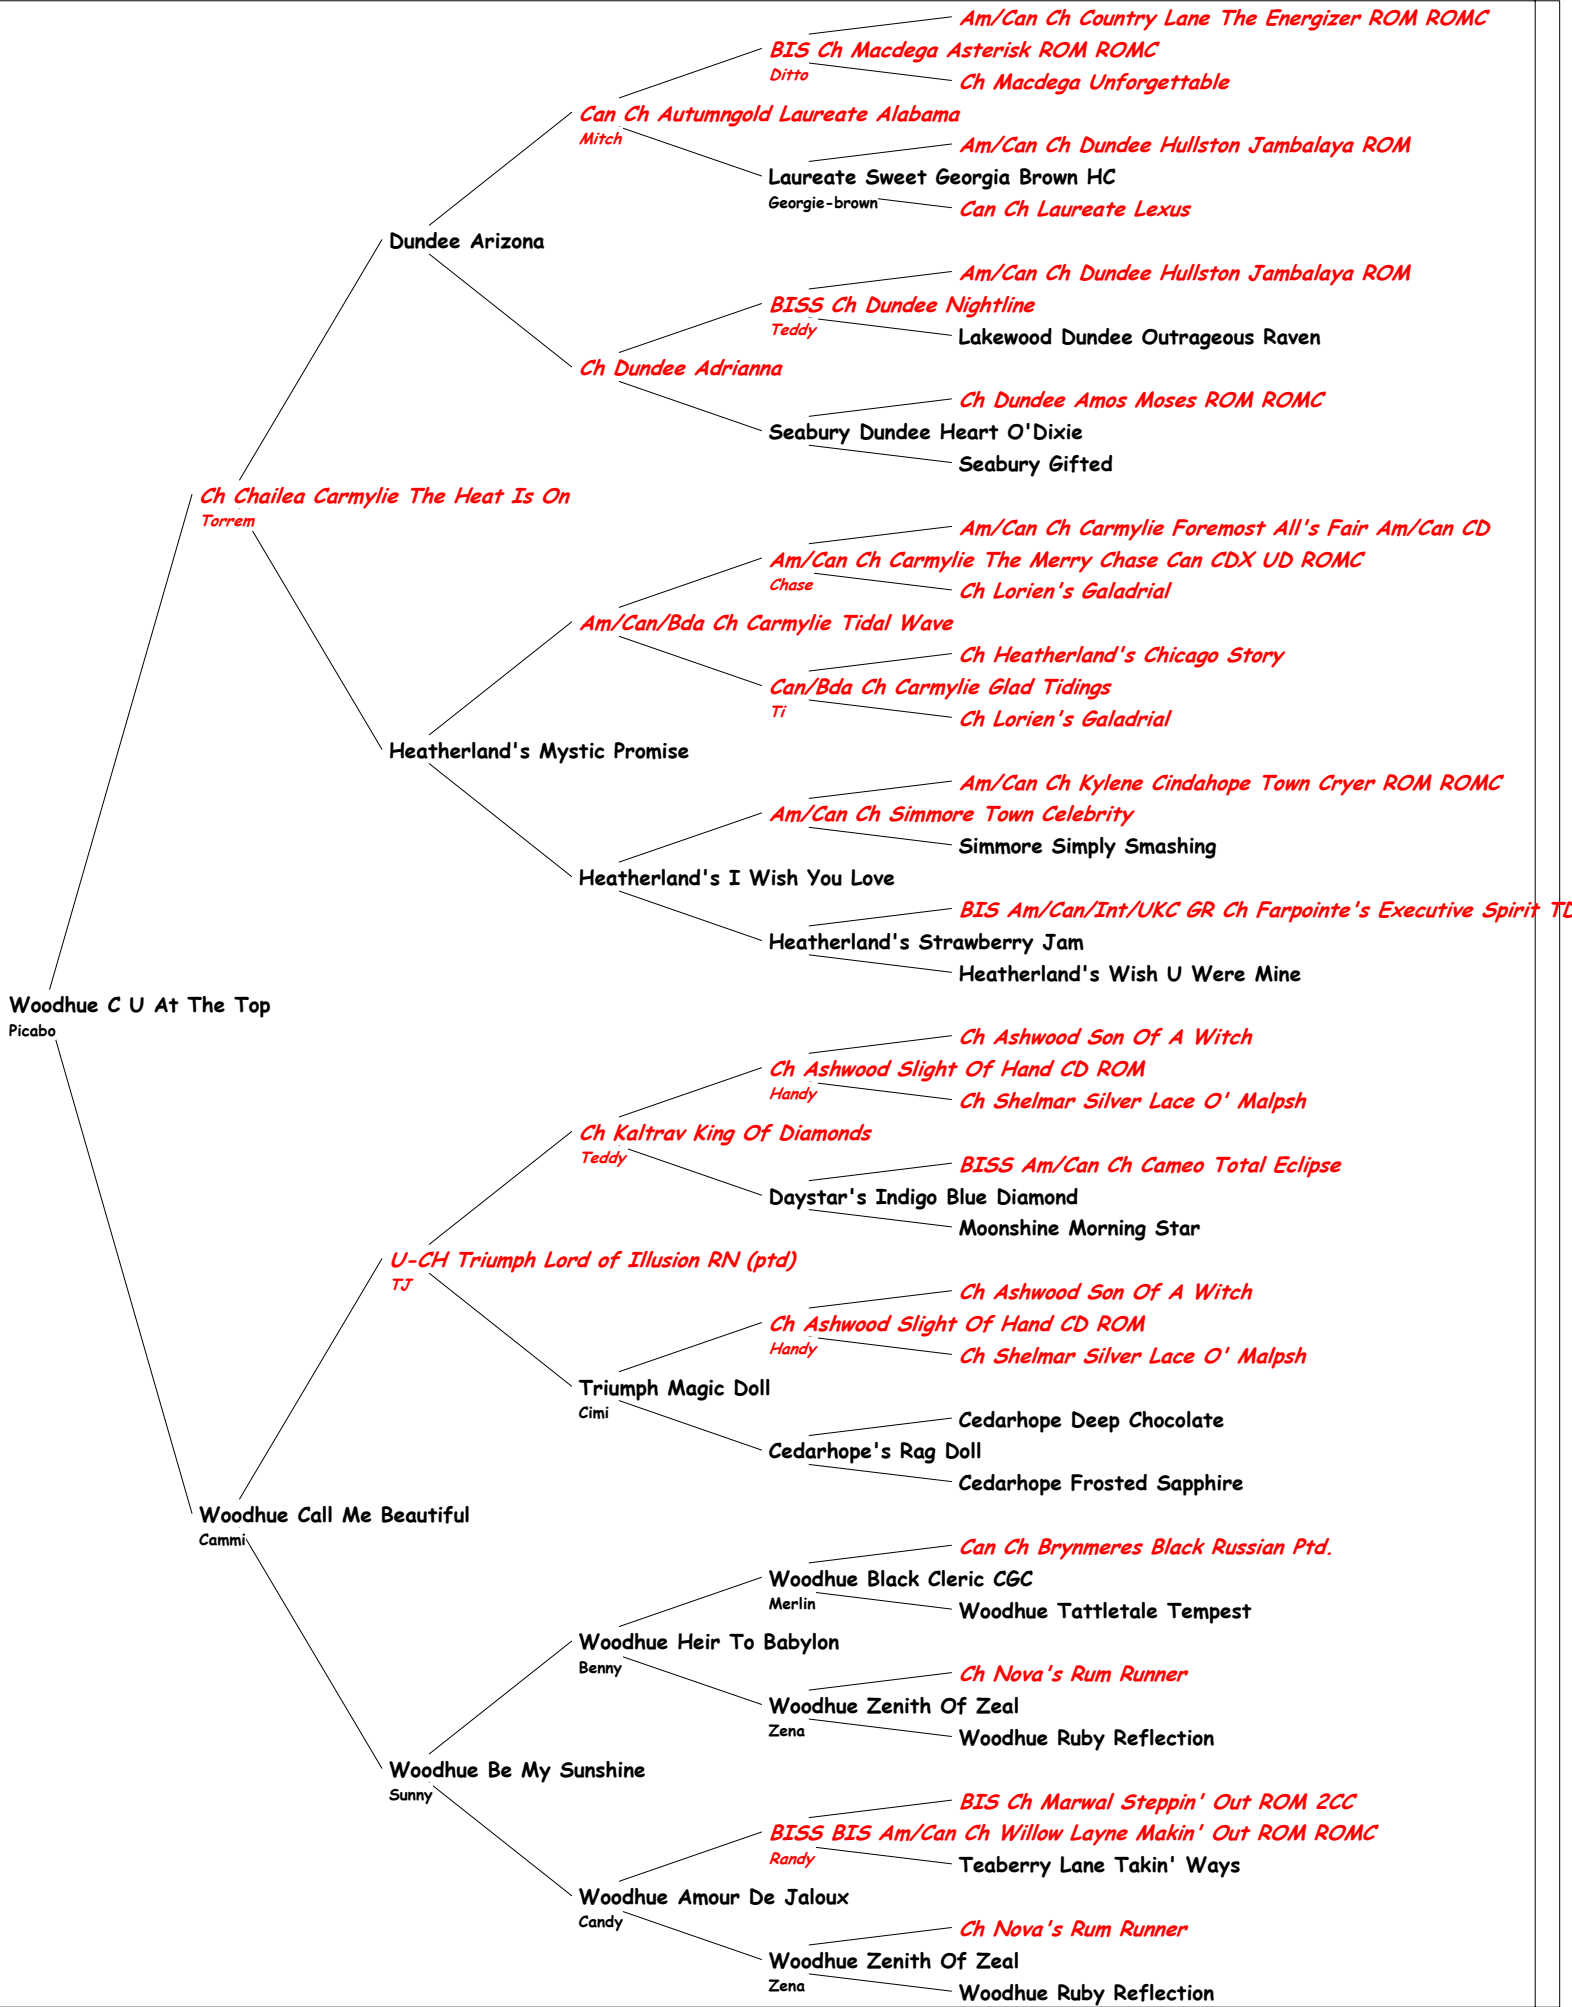 Am/Can Ch Country Lane The Energizer ROM ROMC
BIS Ch Macdega Asterisk ROM ROMC
Ditto
Ch Macdega Unforgettable
Can Ch Autumngold Laureate Alabama
Mitch
Am/Can Ch Dundee Hullston Jambalaya ROM
Laureate Sweet Georgia Brown HC
Georgie-brown
Can Ch Laureate Lexus
Dundee Arizona
Am/Can Ch Dundee Hullston Jambalaya ROM
BISS Ch Dundee Nightline
Teddy
Lakewood Dundee Outrageous Raven
Ch Dundee Adrianna
Ch Dundee Amos Moses ROM ROMC
Seabury Dundee Heart O'Dixie
Seabury Gifted
Ch Chailea Carmylie The Heat Is On
Torrem
Am/Can Ch Carmylie Foremost All's Fair Am/Can CD
Am/Can Ch Carmylie The Merry Chase Can CDX UD ROMC
Chase
Ch Lorien's Galadrial
Am/Can/Bda Ch Carmylie Tidal Wave
Ch Heatherland's Chicago Story
Can/Bda Ch Carmylie Glad Tidings
Ti
Ch Lorien's Galadrial
Heatherland's Mystic Promise
Am/Can Ch Kylene Cindahope Town Cryer ROM ROMC
Am/Can Ch Simmore Town Celebrity
Simmore Simply Smashing
Heatherland's I Wish You Love
BIS Am/Can/Int/UKC GR Ch Farpointe's Executive Spirit TD
Heatherland's Strawberry Jam
Heatherland's Wish U Were Mine
Woodhue C U At The Top
Picabo
Ch Ashwood Son Of A Witch
Ch Ashwood Slight Of Hand CD ROM
Handy
Ch Shelmar Silver Lace O' Malpsh
Ch Kaltrav King Of Diamonds
Teddy
BISS Am/Can Ch Cameo Total Eclipse
Daystar's Indigo Blue Diamond
Moonshine Morning Star
U-CH Triumph Lord of Illusion RN (ptd)
TJ
Ch Ashwood Son Of A Witch
Ch Ashwood Slight Of Hand CD ROM
Handy
Ch Shelmar Silver Lace O' Malpsh
Triumph Magic Doll
Cimi
Cedarhope Deep Chocolate
Cedarhope's Rag Doll
Cedarhope Frosted Sapphire
Woodhue Call Me Beautiful
Cammi
Can Ch Brynmeres Black Russian Ptd.
Woodhue Black Cleric CGC
Merlin
Woodhue Tattletale Tempest
Woodhue Heir To Babylon
Benny
Ch Nova's Rum Runner
Woodhue Zenith Of Zeal
Zena
Woodhue Ruby Reflection
Woodhue Be My Sunshine
Sunny
BIS Ch Marwal Steppin' Out ROM 2CC
BISS BIS Am/Can Ch Willow Layne Makin' Out ROM ROMC
Randy
Teaberry Lane Takin' Ways
Woodhue Amour De Jaloux
Candy
Ch Nova's Rum Runner
Woodhue Zenith Of Zeal
Zena
Woodhue Ruby Reflection